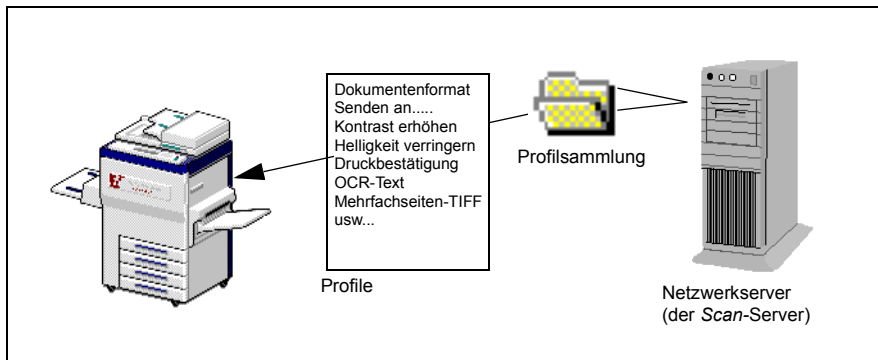 Dokumentenformat
Senden an.....
Kontrast erhöhen
Helligkeit verringern
Druckbestätigung
OCR-Text
Mehrfachseiten-TIFF
usw...
Profile
Profilsammlung
Netzwerkserver
(der Scan-Server)